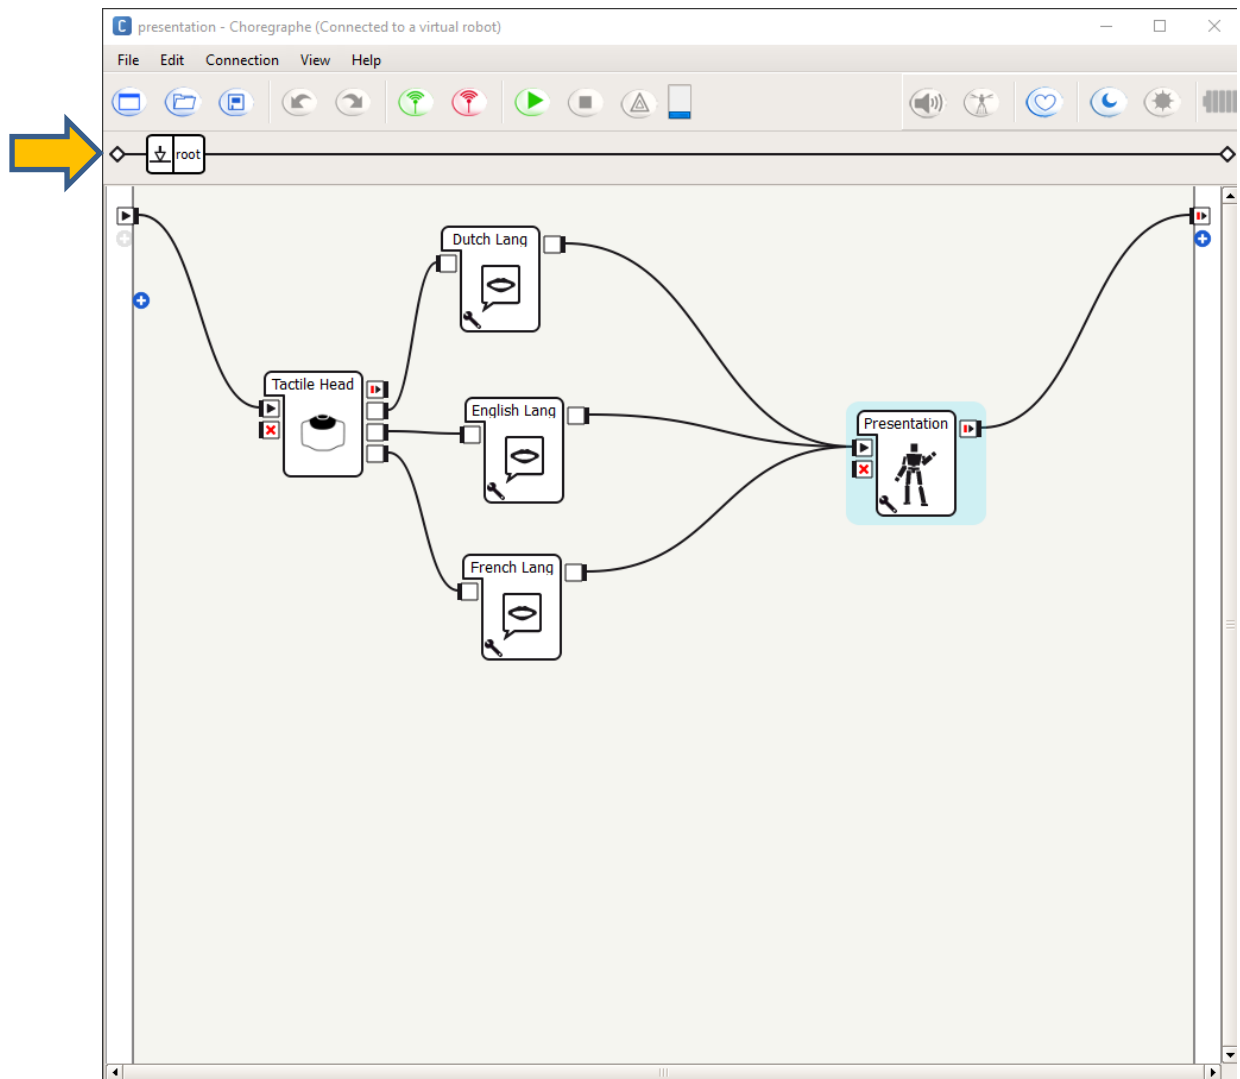 C presentation - Choregraphe (Connected to a virtual robot)
File Edit Connection View Help
root
Dutch Lang
Tactile Head
English Lang
Presentation
French Lang